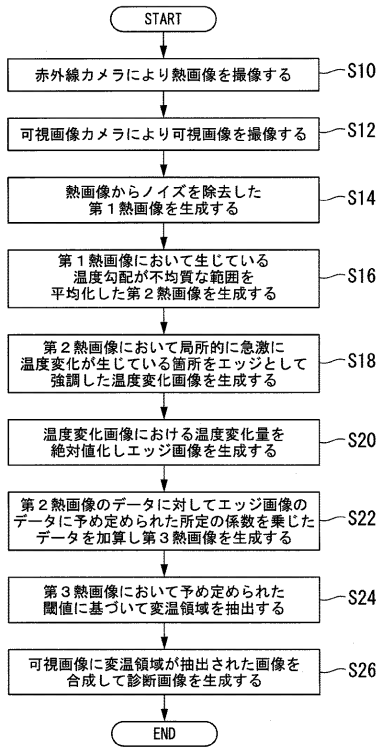 START
赤外線カメラにより熱画像を撮像する
S10
可視画像カメラにより可視画像を撮像する
S12
熱画像からノイズを除去した
第1熱画像を生成する
S14
第1熱画像において生じている
温度勾配が不均質な範囲を
平均化した第2熱画像を生成する
S16
第2熱画像において局所的に急激に
温度変化が生じている箇所をエッジとして
強調した温度変化画像を生成する
S18
温度変化画像における温度変化量を
絶対値化しエッジ画像を生成する
S20
第2熱画像のデータに対してエッジ画像の
データに予め定められた所定の係数を乗じた
データを加算し第3熱画像を生成する
S22
第3熱画像において予め定められた
閾値に基づいて変温領域を抽出する
S24
可視画像に変温領域が抽出された画像を
合成して診断画像を生成する
S26
END